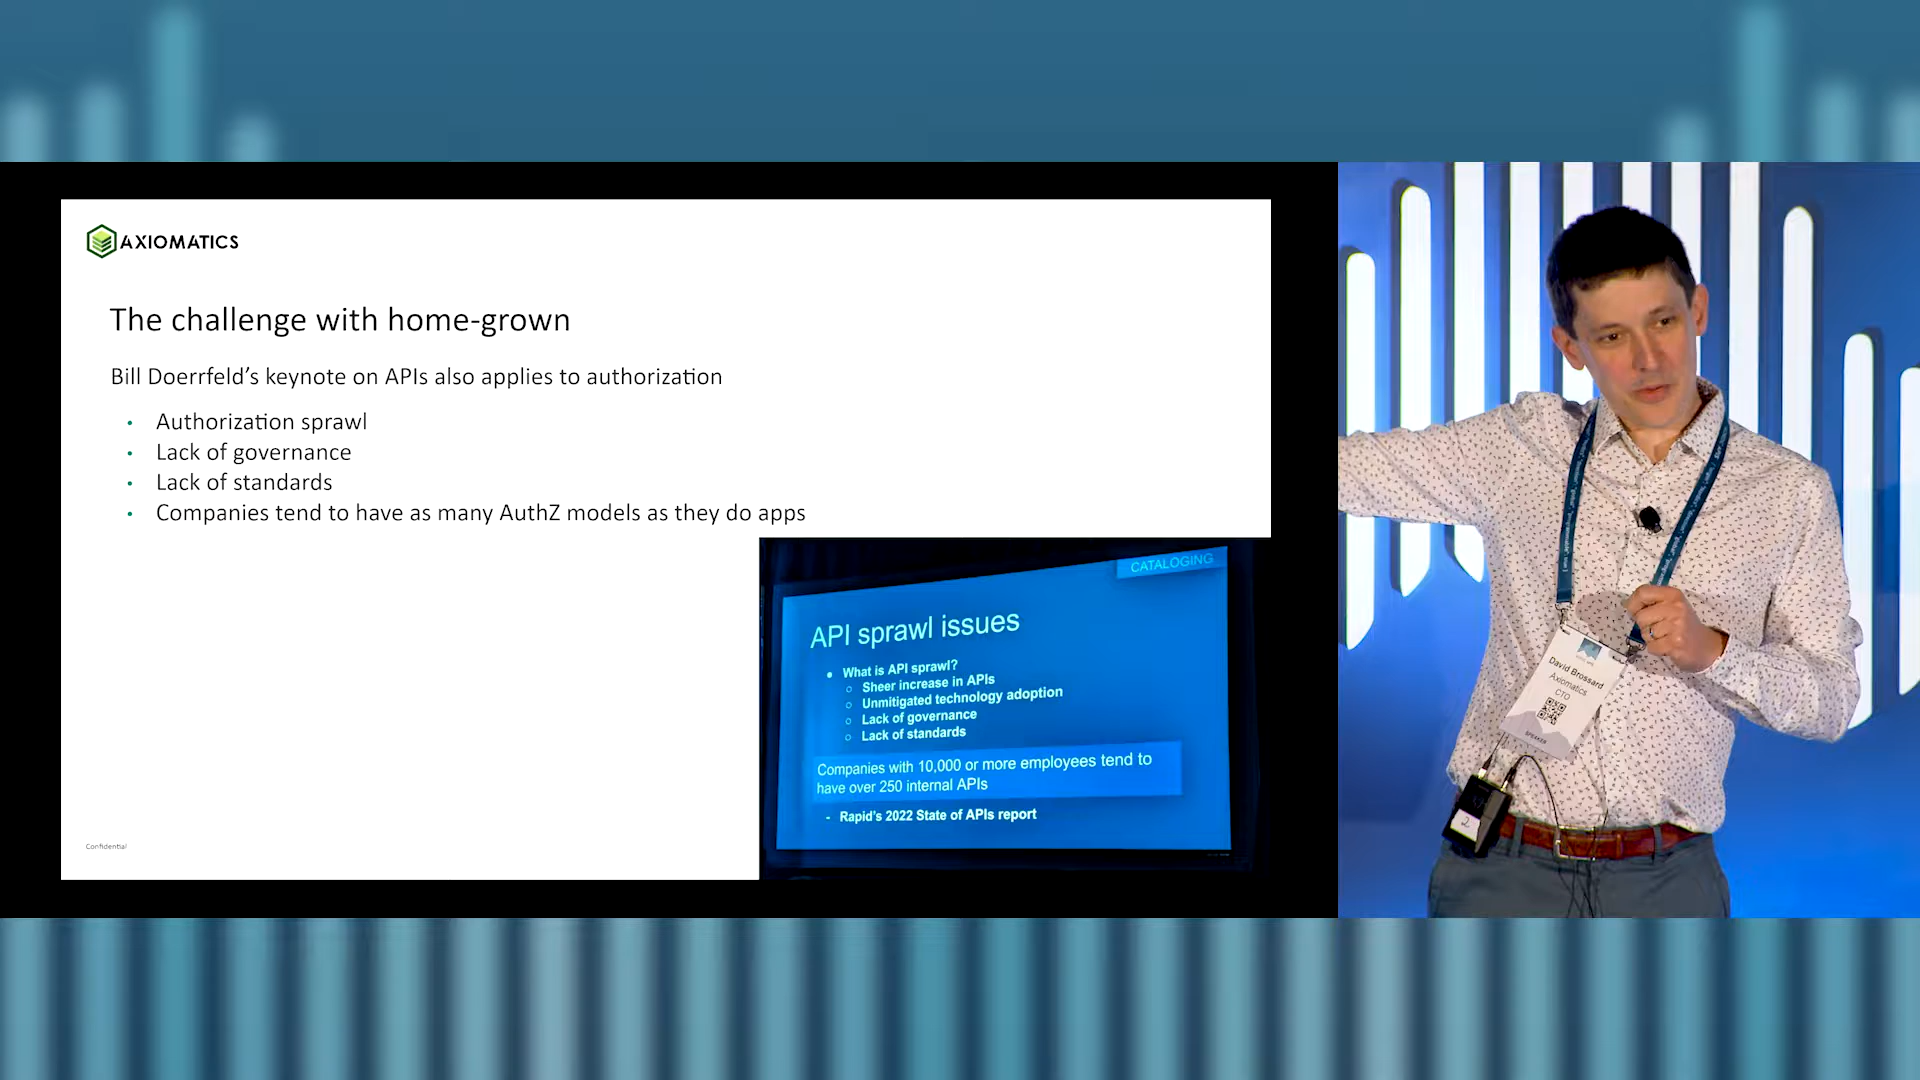 AXIOMATICS
The challenge with home-grown
Bill Doerrfeld's keynote on APIs also applies to authorization
• Authorization sprawl
• Lack of governance
• Lack of standards
• Companies tend to have as many AuthZ models as they do apps
CATALOGING
API sprawl issues
• What is API sprawl?
○ Sheer increase in APIs
○ Unmitigated technology adoption
○ Lack of governance
○ Lack of standards
Companies with 10,000 or more employees tend to
have over 250 internal APIs
- Rapid's 2022 State of APIs report
Confidential
David Brossard
Axiomatics
CTO
SPEAKER
2